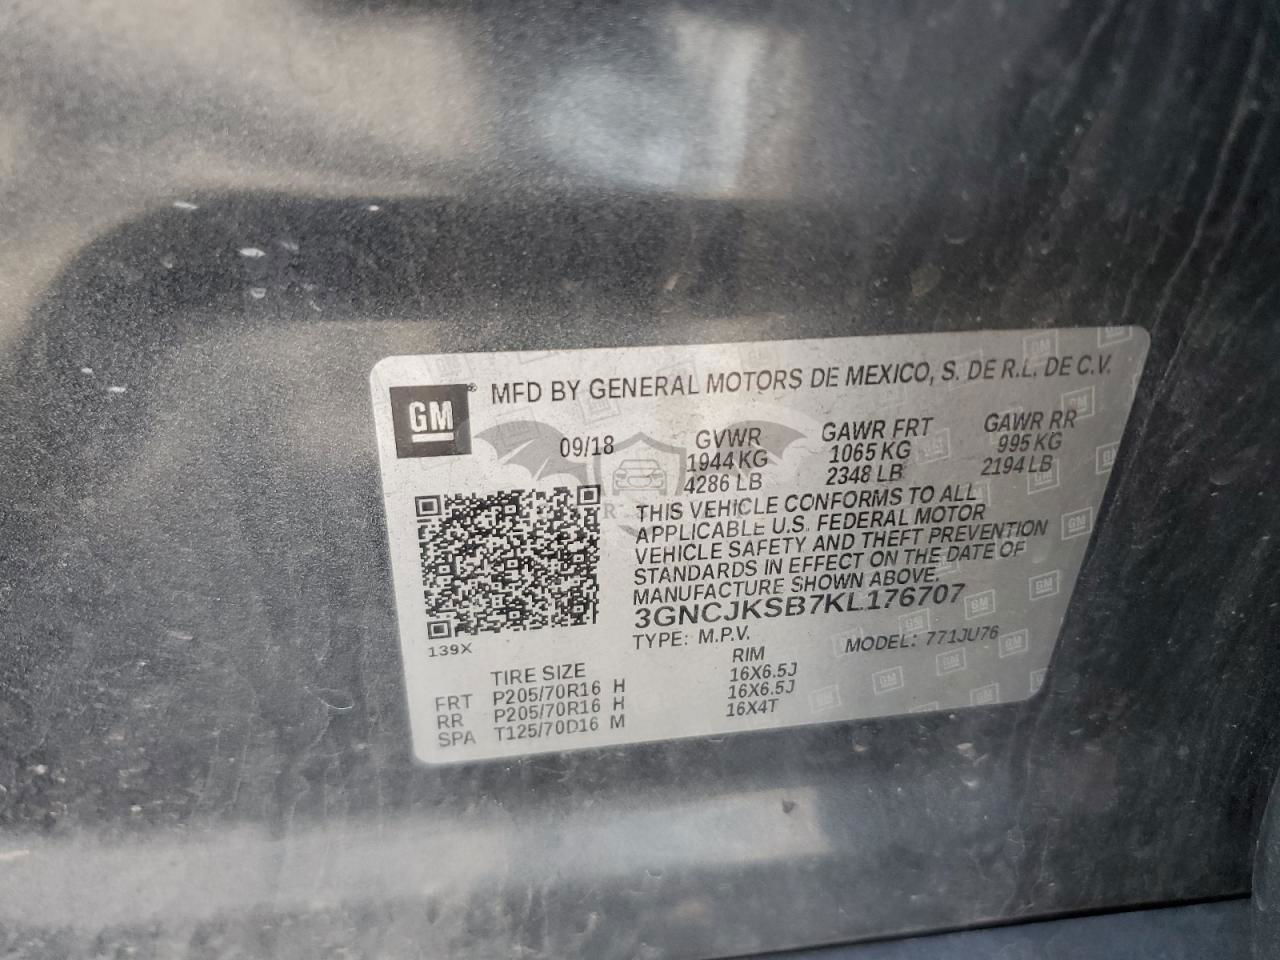 GM ® MFD BY GENERAL MOTORS DE MEXICO, S. DE R.L. DE C.V.
09/18 GVWR GAWR FRT GAWR RR
1944 KG 1065 KG 995 KG
4286 LB 2348 LB 2194 LB
THIS VEHICLE CONFORMS TO ALL
APPLICABLE U.S. FEDERAL MOTOR
VEHICLE SAFETY AND THEFT PREVENTION
STANDARDS IN EFFECT ON THE DATE OF
MANUFACTURE SHOWN ABOVE.
3GNCJKSB7KL176707
TYPE: M.P.V. MODEL: 771JU76
139X
TIRE SIZE RIM
FRT P205/70R16 H 16X6.5J
RR P205/70R16 H 16X6.5J
SPA T125/70D16 M 16X4T